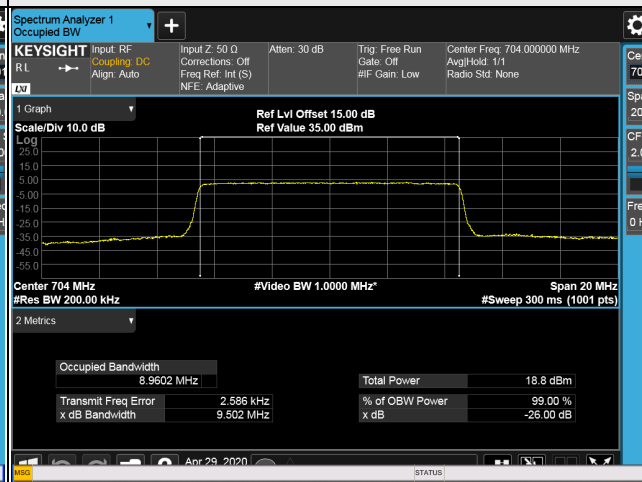 Spectrum Analyzer 1
Occupied BW
+
KEYSIGHT
R L
LXI
Input: RF
Coupling: DC
Align: Auto
Input Z: 50 Ω
Corrections: Off
Freq Ref: Int (S)
NFE: Adaptive
Atten: 30 dB
Trig: Free Run
Gate: Off
#IF Gain: Low
Center Freq: 704.000000 MHz
Avg|Hold: 1/1
Radio Std: None
1 Graph
Scale/Div 10.0 dB
Ref Lvl Offset 15.00 dB
Ref Value 35.00 dBm
Log
25.0
15.0
5.00
-5.00
-15.0
-25.0
-35.0
-45.0
-55.0
Center 704 MHz
#Res BW 200.00 kHz
#Video BW 1.0000 MHz*
Span 20 MHz
#Sweep 300 ms (1001 pts)
2 Metrics
Occupied Bandwidth
8.9602 MHz
Transmit Freq Error 2.586 kHz
x dB Bandwidth 9.502 MHz
Total Power 18.8 dBm
% of OBW Power 99.00 %
x dB -26.00 dB
Apr 29, 2020
MSG
STATUS